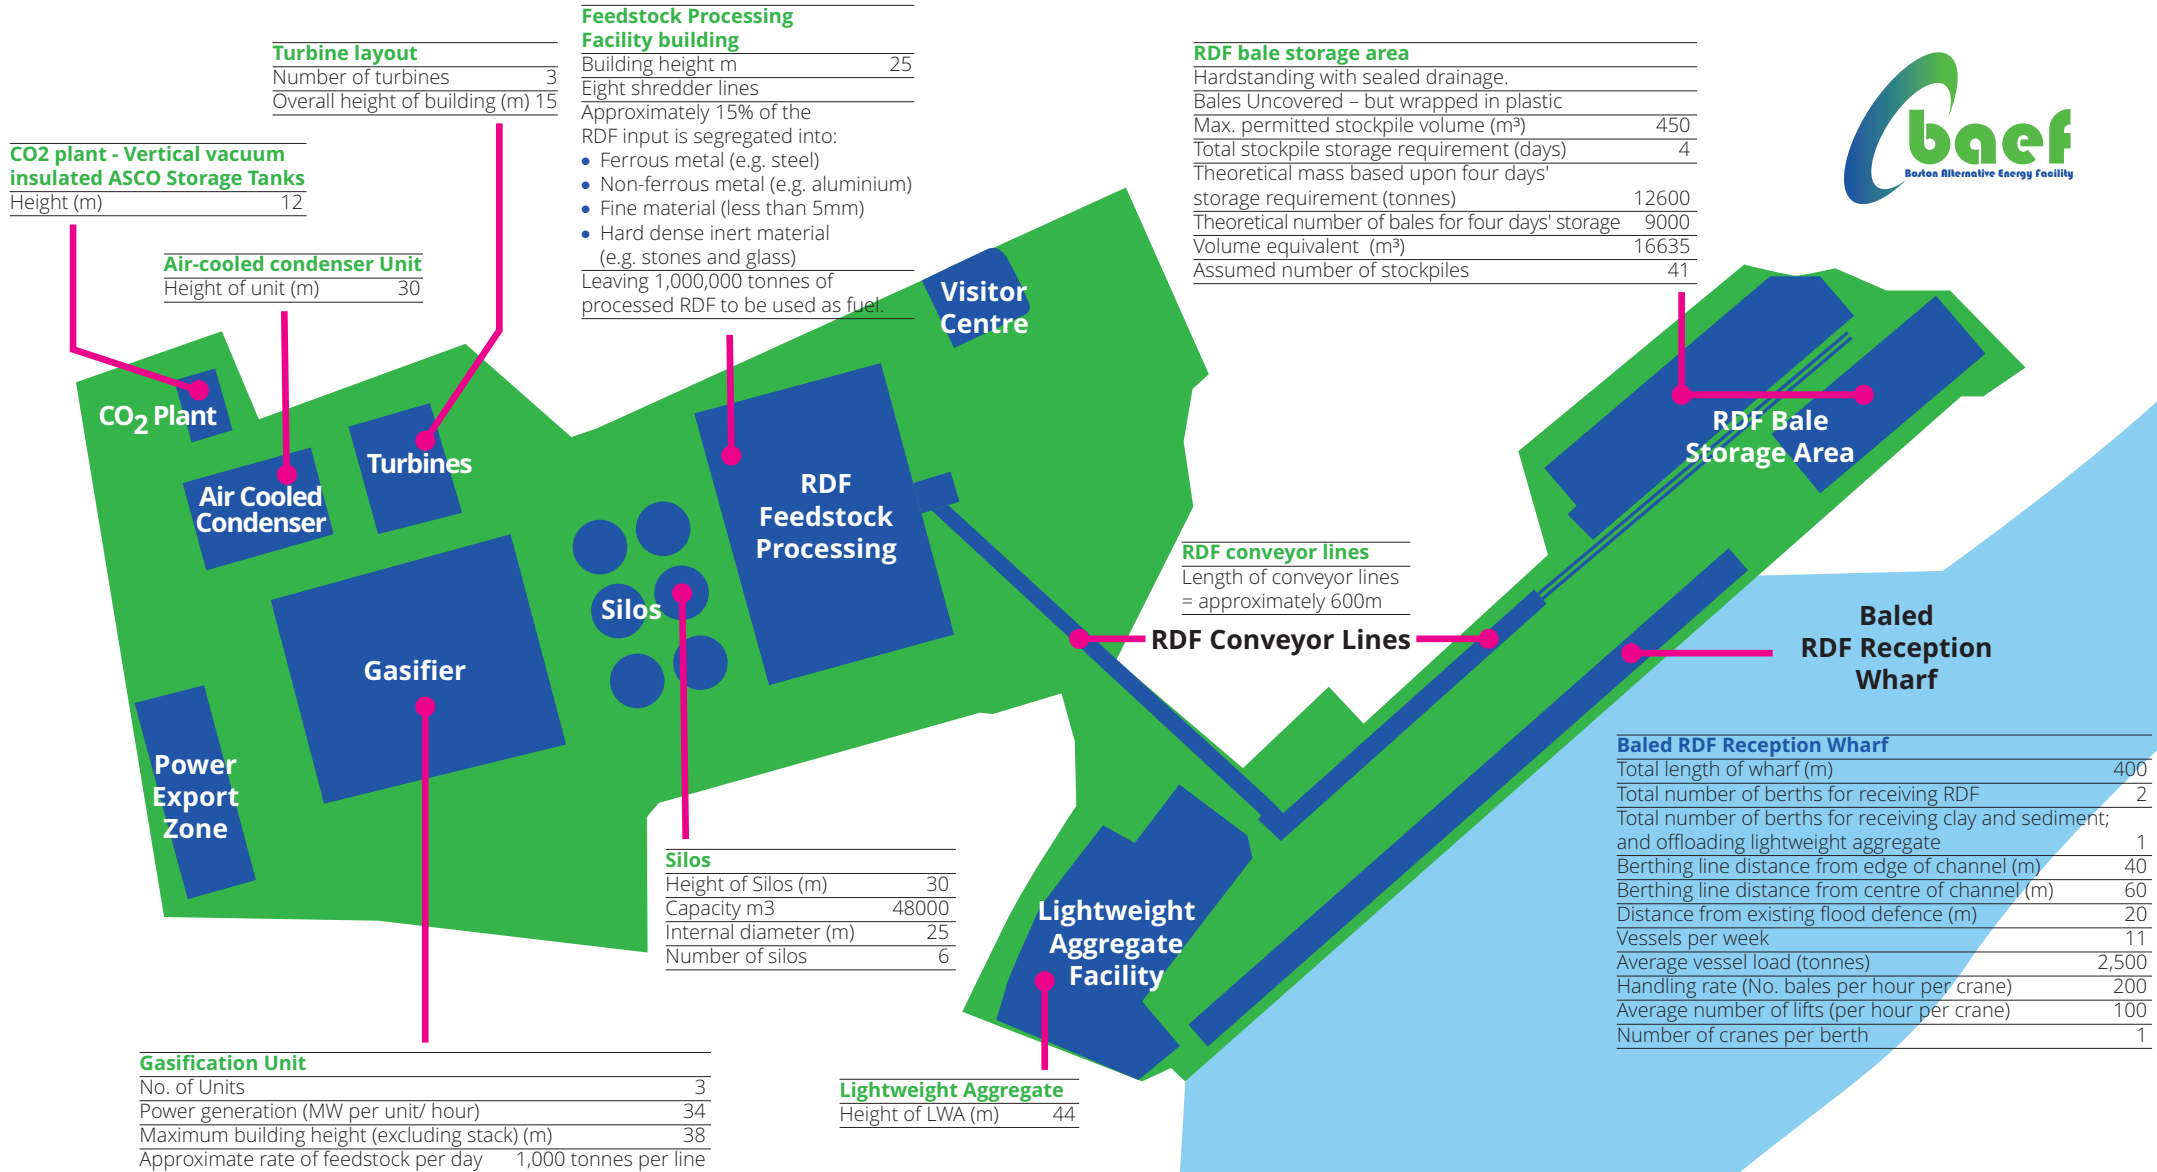 Feedstock Processing
Facility building
Building height m 25
Eight shredder lines
Approximately 15% of the
RDF input is segregated into:
• Ferrous metal (e.g. steel)
• Non-ferrous metal (e.g. aluminium)
• Fine material (less than 5mm)
• Hard dense inert material
(e.g. stones and glass)
Leaving 1,000,000 tonnes of
processed RDF to be used as fuel.
Turbine layout
Number of turbines 3
Overall height of building (m) 15
CO2 plant - Vertical vacuum
insulated ASCO Storage Tanks
Height (m) 12
Air-cooled condenser Unit
Height of unit (m) 30
RDF bale storage area
Hardstanding with sealed drainage.
Bales Uncovered – but wrapped in plastic
Max. permitted stockpile volume (m³) 450
Total stockpile storage requirement (days) 4
Theoretical mass based upon four days'
storage requirement (tonnes) 12600
Theoretical number of bales for four days' storage 9000
Volume equivalent (m³) 16635
Assumed number of stockpiles 41
baef
Boston Alternative Energy Facility
Visitor
Centre
CO2 Plant
Turbines
Air Cooled
Condenser
RDF
Feedstock
Processing
Silos
Gasifier
Power
Export
Zone
RDF Bale
Storage Area
RDF conveyor lines
Length of conveyor lines
= approximately 600m
RDF Conveyor Lines
Baled
RDF Reception
Wharf
Baled RDF Reception Wharf
Total length of wharf (m) 400
Total number of berths for receiving RDF 2
Total number of berths for receiving clay and sediment;
and offloading lightweight aggregate 1
Berthing line distance from edge of channel (m) 40
Berthing line distance from centre of channel (m) 60
Distance from existing flood defence (m) 20
Vessels per week 11
Average vessel load (tonnes) 2,500
Handling rate (No. bales per hour per crane) 200
Average number of lifts (per hour per crane) 100
Number of cranes per berth 1
Silos
Height of Silos (m) 30
Capacity m3 48000
Internal diameter (m) 25
Number of silos 6
Lightweight
Aggregate
Facility
Gasification Unit
No. of Units 3
Power generation (MW per unit/ hour) 34
Maximum building height (excluding stack) (m) 38
Approximate rate of feedstock per day 1,000 tonnes per line
Lightweight Aggregate
Height of LWA (m) 44